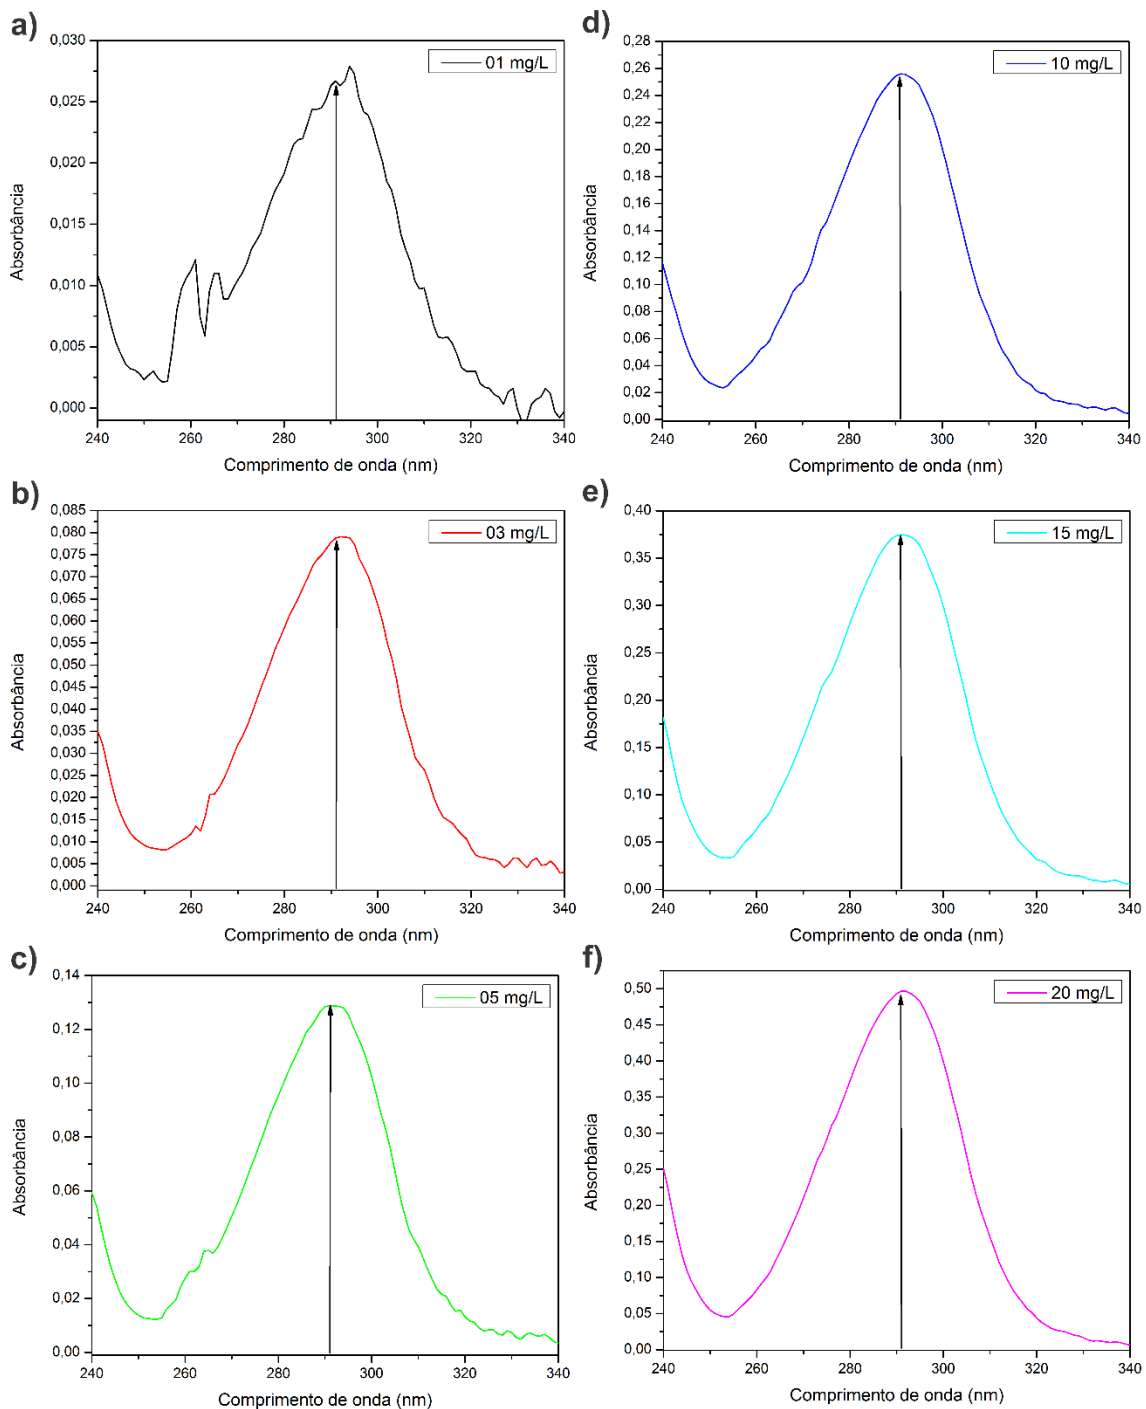 a)
0,030
0,025
0,020
0,015
0,010
0,005
0,000
Absorbância
01 mg/L
240 260 280 300 320 340
Comprimento de onda (nm)
b)
0,085
0,080
0,075
0,070
0,065
0,060
0,055
0,050
0,045
0,040
0,035
0,030
0,025
0,020
0,015
0,010
0,005
0,000
Absorbância
03 mg/L
240 260 280 300 320 340
Comprimento de onda (nm)
c)
0,14
0,12
0,10
0,08
0,06
0,04
0,02
0,00
Absorbância
05 mg/L
240 260 280 300 320 340
Comprimento de onda (nm)
d)
0,28
0,26
0,24
0,22
0,20
0,18
0,16
0,14
0,12
0,10
0,08
0,06
0,04
0,02
0,00
Absorbância
10 mg/L
240 260 280 300 320 340
Comprimento de onda (nm)
e)
0,40
0,35
0,30
0,25
0,20
0,15
0,10
0,05
0,00
Absorbância
15 mg/L
240 260 280 300 320 340
Comprimento de onda (nm)
f)
0,50
0,45
0,40
0,35
0,30
0,25
0,20
0,15
0,10
0,05
0,00
Absorbância
20 mg/L
240 260 280 300 320 340
Comprimento de onda (nm)